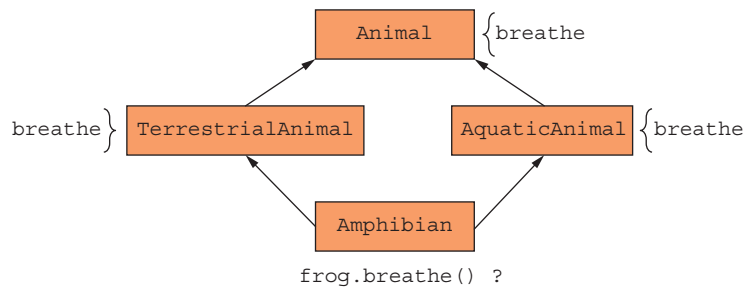 Animal
breathe
breathe
TerrestrialAnimal
AquaticAnimal
breathe
Amphibian
frog.breathe() ?